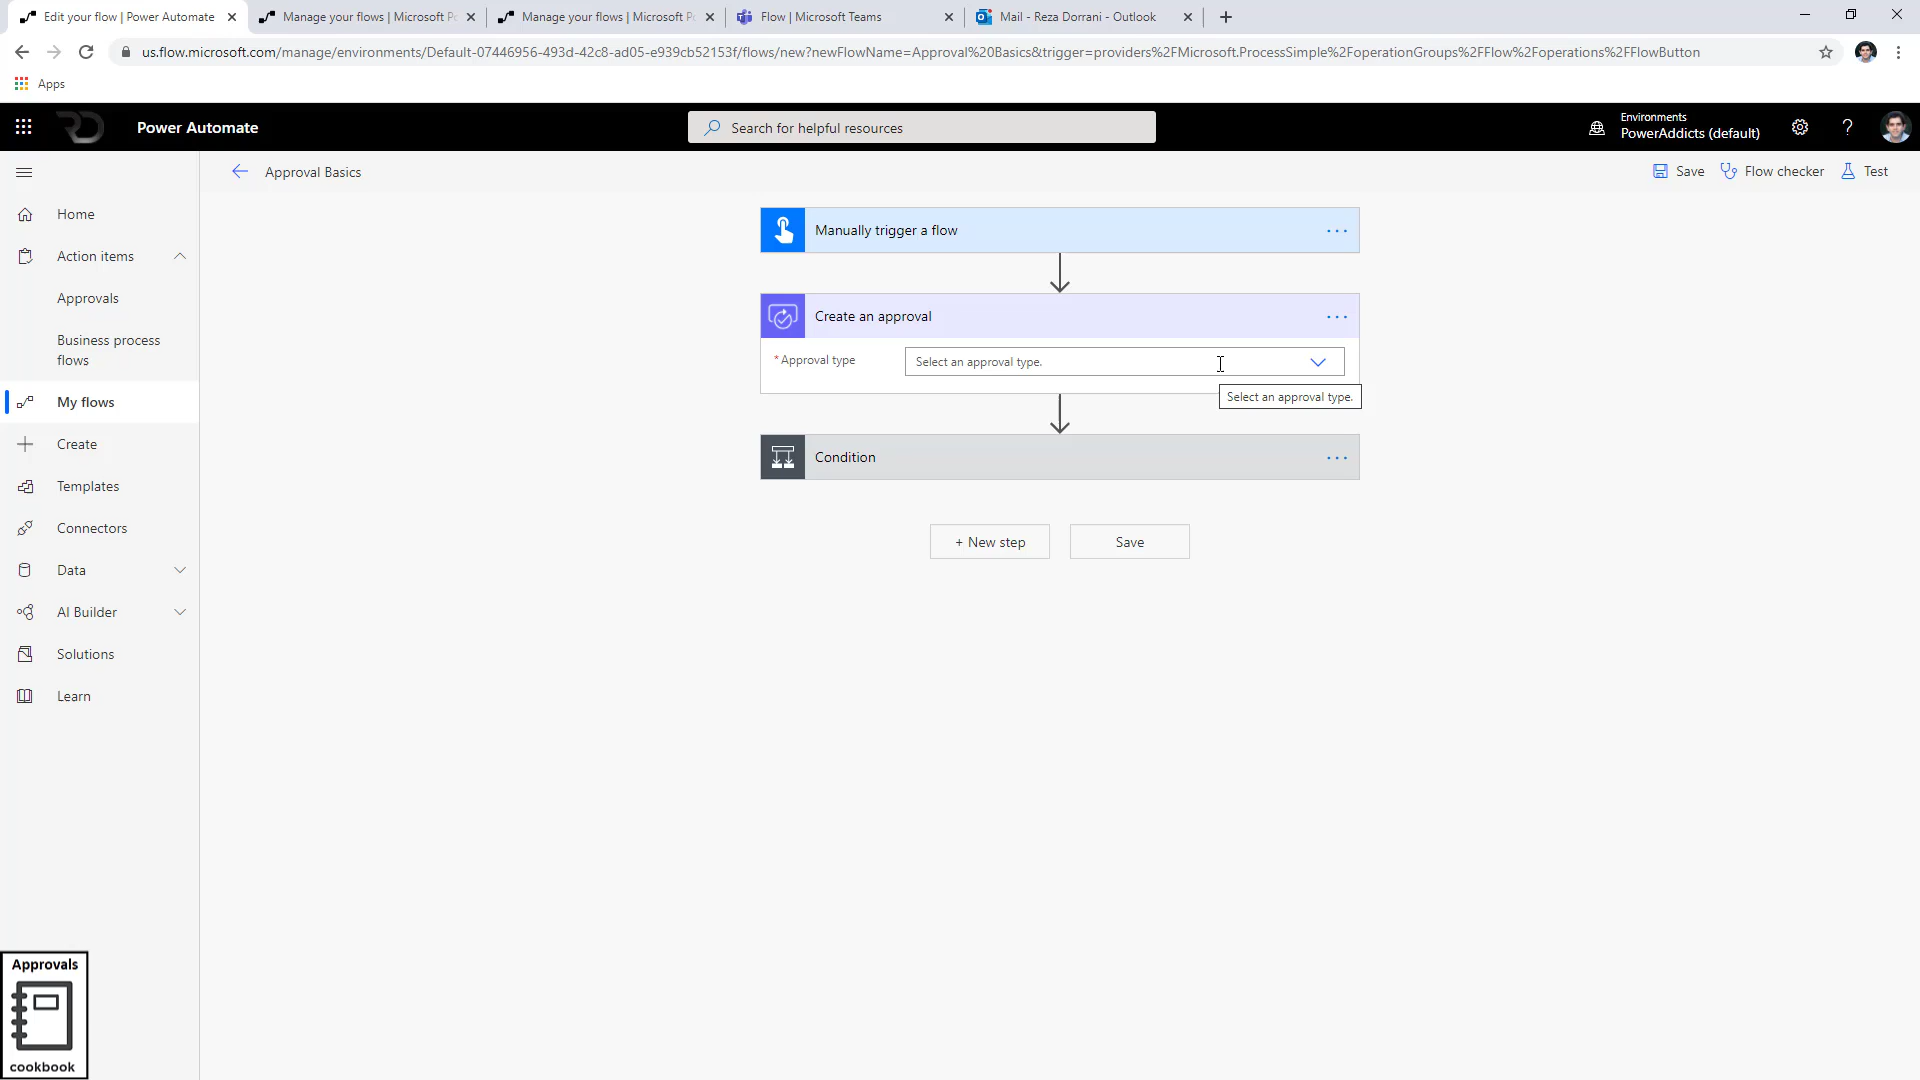 Edit your flow | Power Automate
Manage your flows | Microsoft Po
Manage your flows | Microsoft Po
Flow | Microsoft Teams
Mail - Reza Dorrani - Outlook
us.flow.microsoft.com/manage/environments/Default-07446956-493d-42c8-ad05-e939cb52153f/flows/new?newFlowName=Approval%20Basics&trigger=providers%2FMicrosoft.ProcessSimple%2FoperationGroups%2FFlow%2Foperations%2FFlowButton
Apps
RD
Power Automate
Search for helpful resources
Environments
PowerAddicts (default)
?
Approval Basics
Save
Flow checker
Test
Home
Action items
Approvals
Business process
flows
My flows
Create
Templates
Connectors
Data
AI Builder
Solutions
Learn
Manually trigger a flow
Create an approval
* Approval type
Select an approval type.
Select an approval type.
Condition
+ New step
Save
Approvals
cookbook